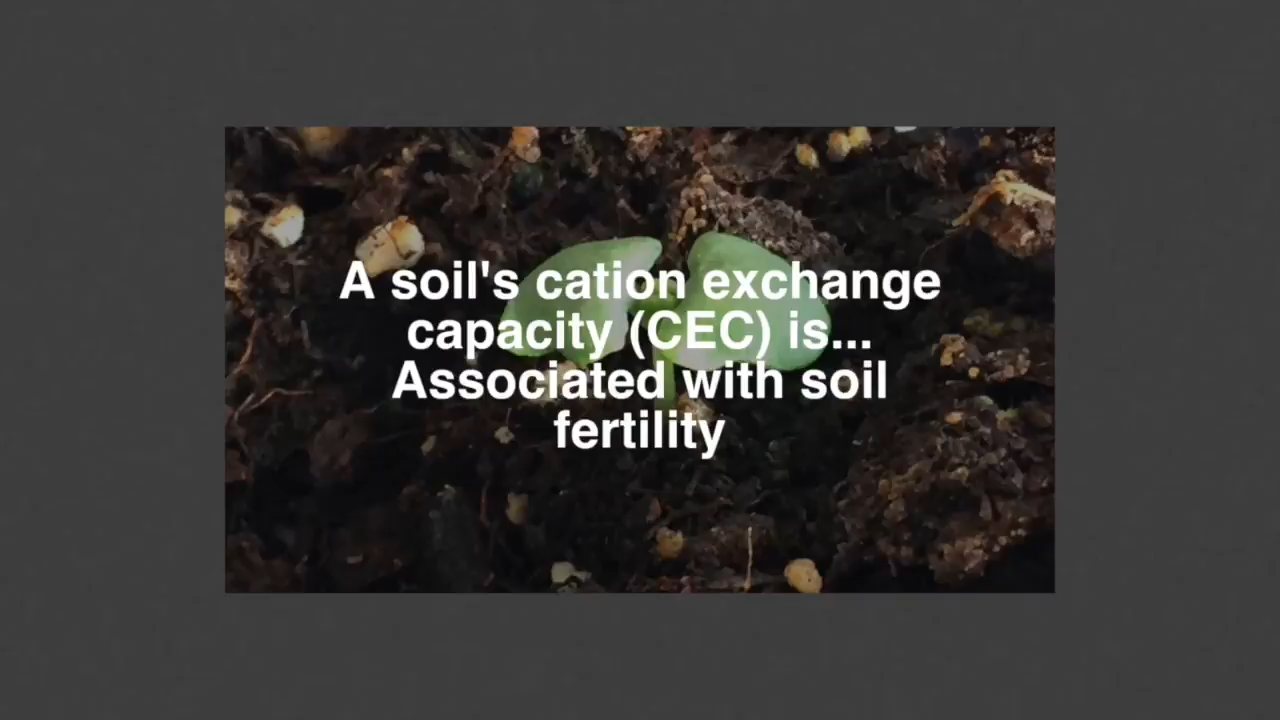 A soil's cation exchange
capacity (CEC) is...
Associated with soil
fertility